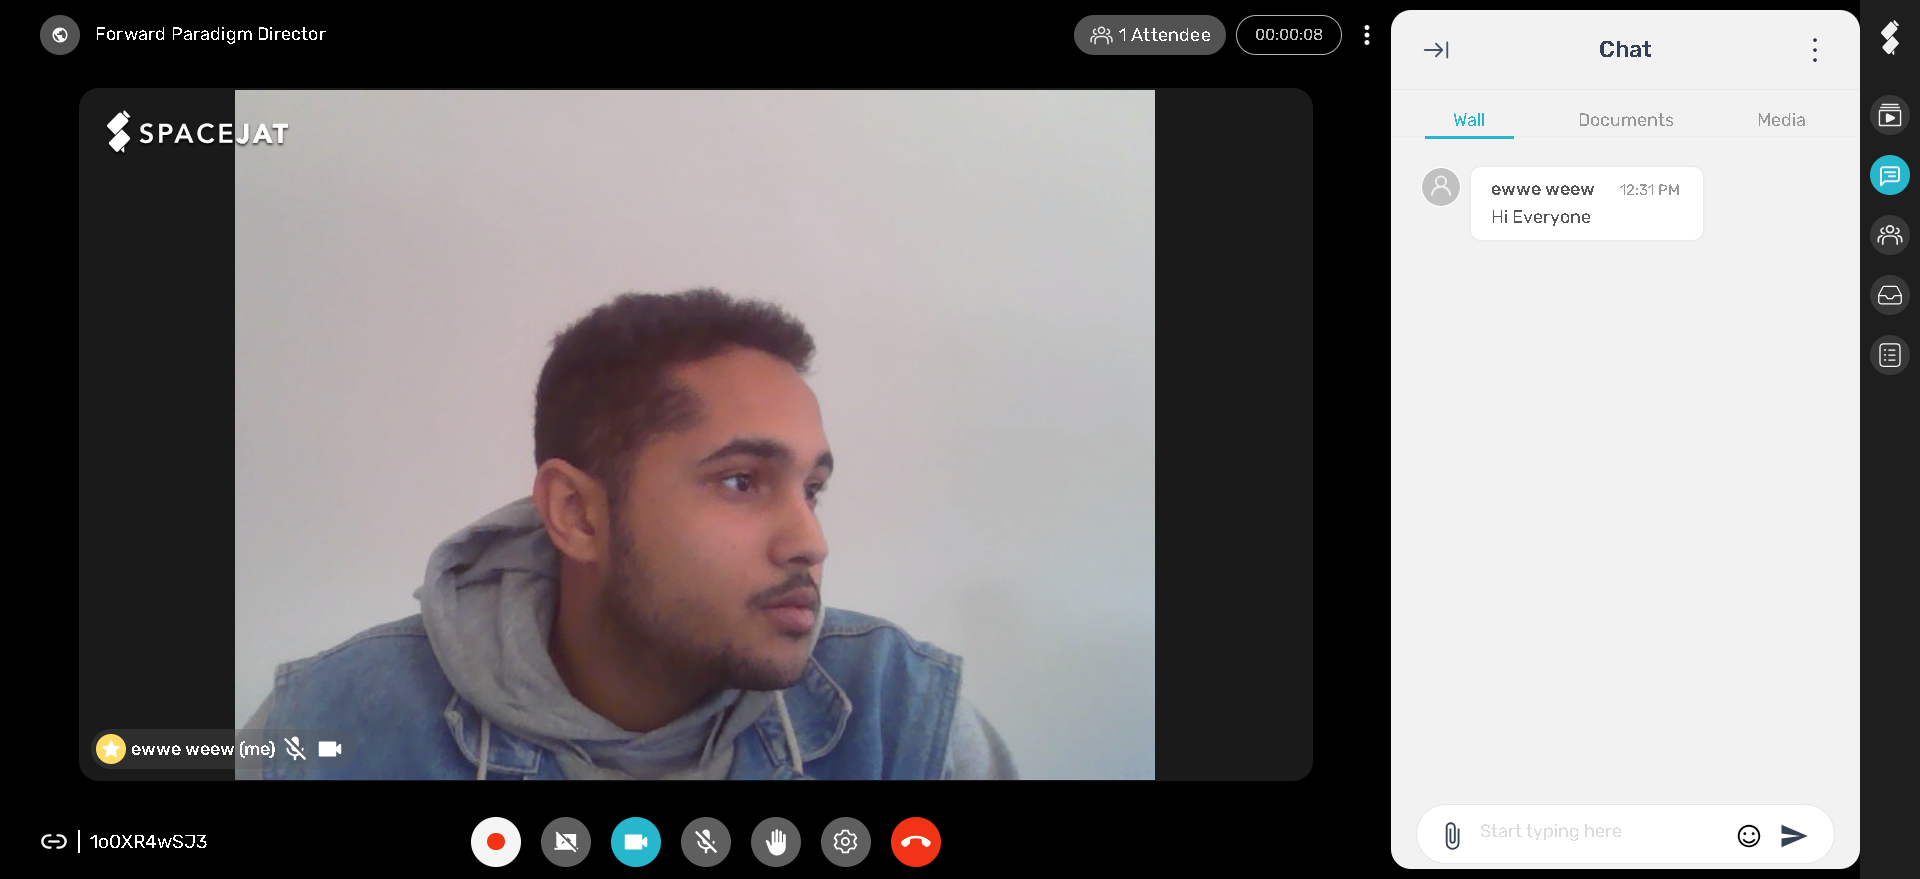 Forward Paradigm Director
1 Attendee
00:00:08
SPACEJAT
ewwe weew (me)
1o0XR4wSJ3
Chat
Wall
Documents
Media
ewwe weew 12:31 PM
Hi Everyone
Start typing here